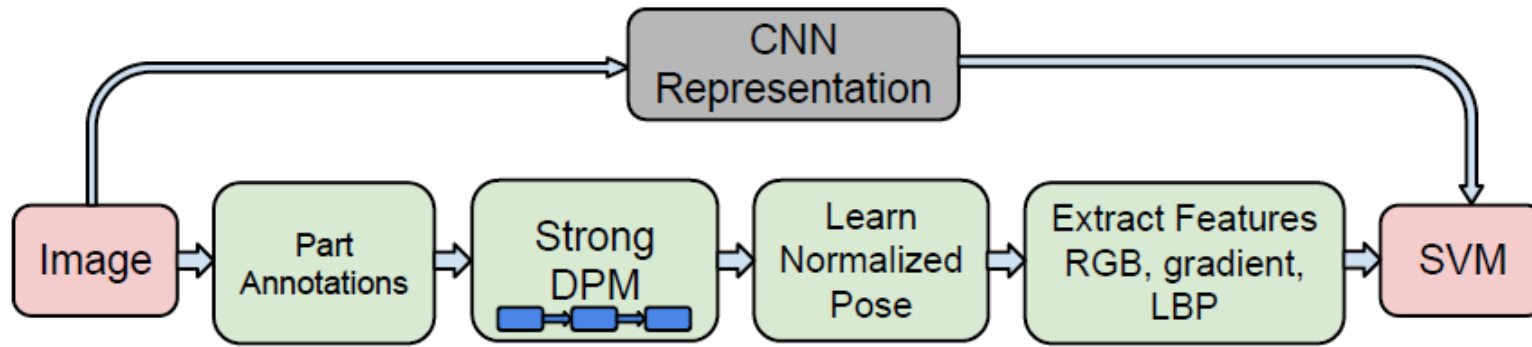 CNN
Representation
Image
Part
Annotations
Strong
DPM
Learn
Normalized
Pose
Extract Features
RGB, gradient,
LBP
SVM